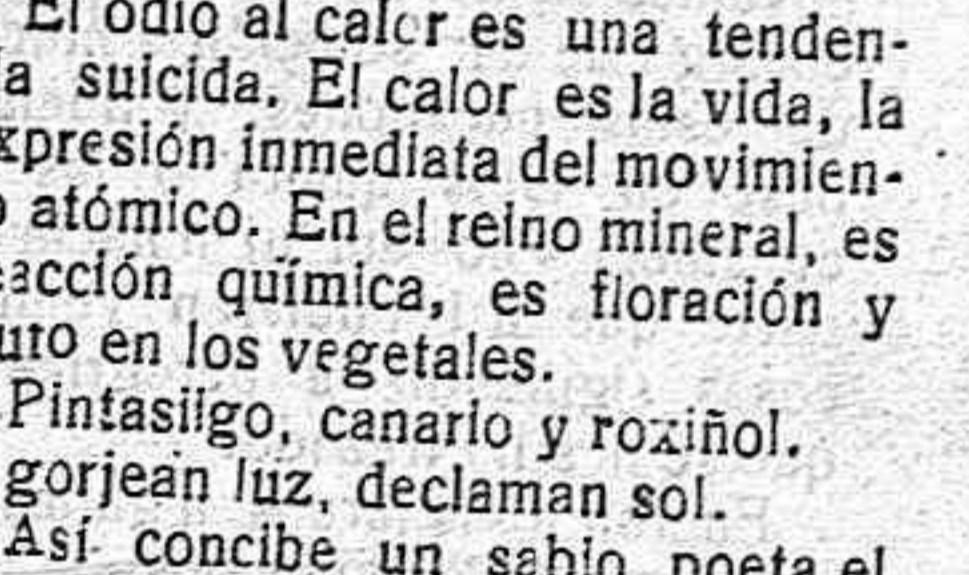 El odio al calor es una tenden-
a suicida. El calor es la vida, la
xpresión inmediata del movimien-
o atómico. En el reino mineral, es
eacción química, es floración y
uto en los vegetales.
Pintasilgo, canario y roxiñol.
gorjean luz, declaman sol.
Así concibe un sabio poeta el